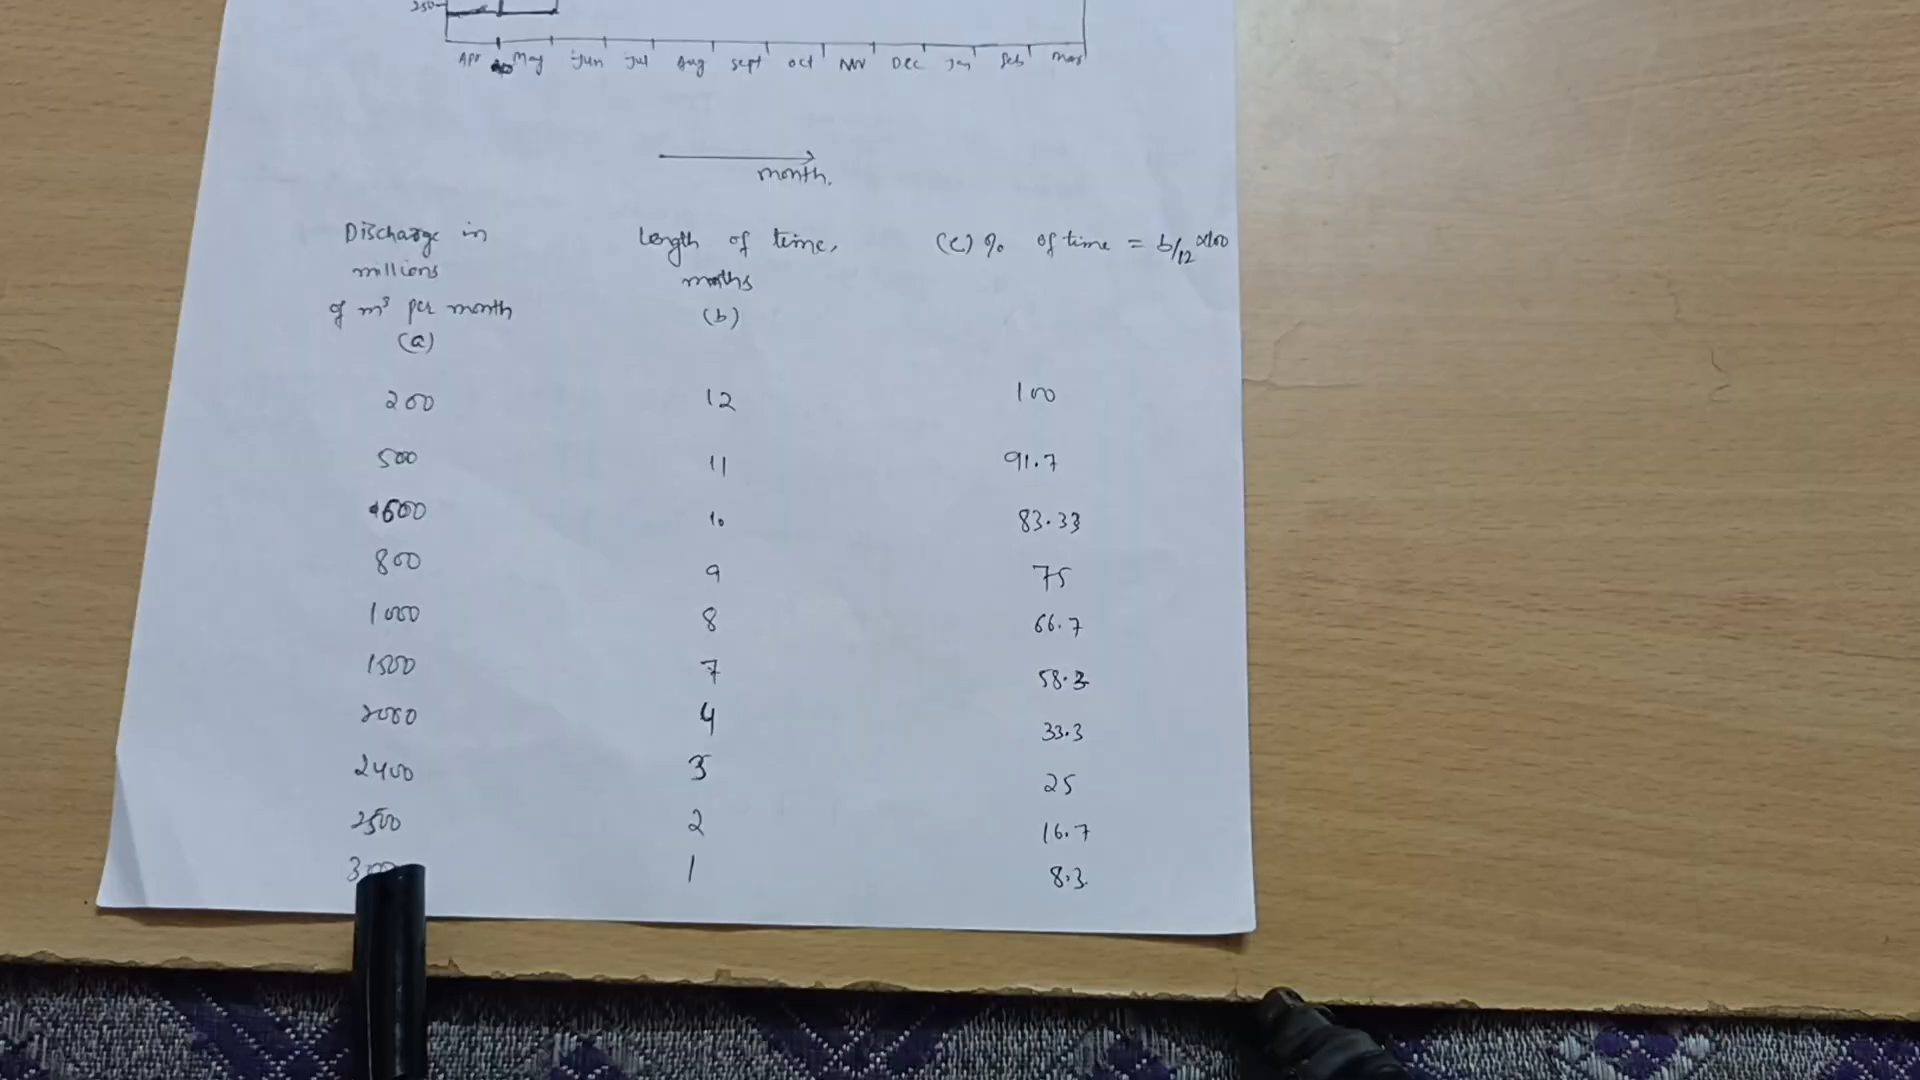 250
Apr May Jun Jul Aug Sept Oct Nov Dec Jan Feb Mar
month.
Discharge in millions of m³ per month (a)
Length of time, months (b)
(c) % of time = b/12 x100
200 12 100
500 11 91.7
600 10 83.33
800 9 75
1000 8 66.7
1500 7 58.3
2000 4 33.3
2400 3 25
2500 2 16.7
1 8.3